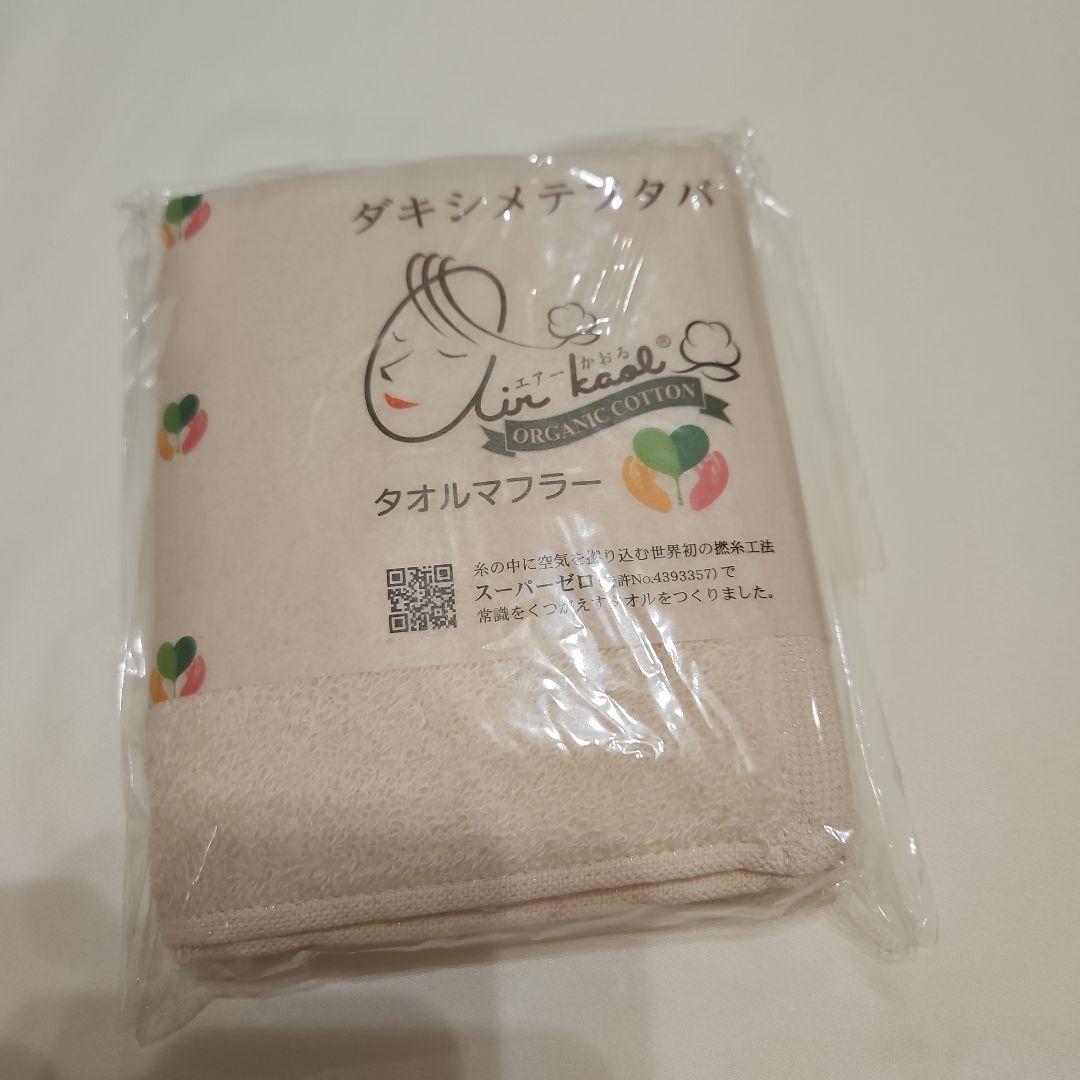 ダキシメテフタバ
エアーかおる
air kaol®
ORGANIC COTTON
タオルマフラー
糸の中に空気を撚り込む世界初の撚糸工法
スーパーゼロ 許No.4393357)で
常識をくつがえすタオルをつくりました。